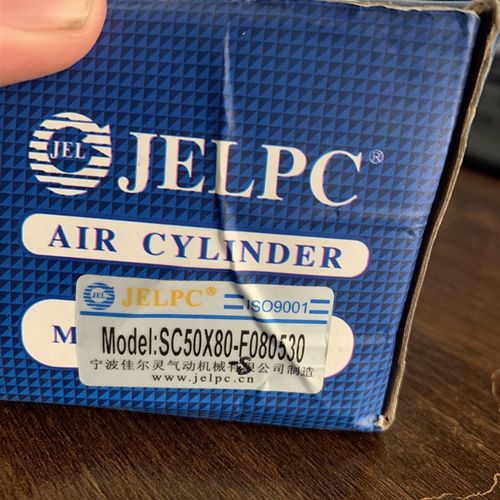 JEL JELPC®
AIR CYLINDER
JEL JELPC® ISO9001
M
Model:SC50X80-F080530
-S
宁波佳尔灵气动机械有限公司制造
www.jelpc.cn